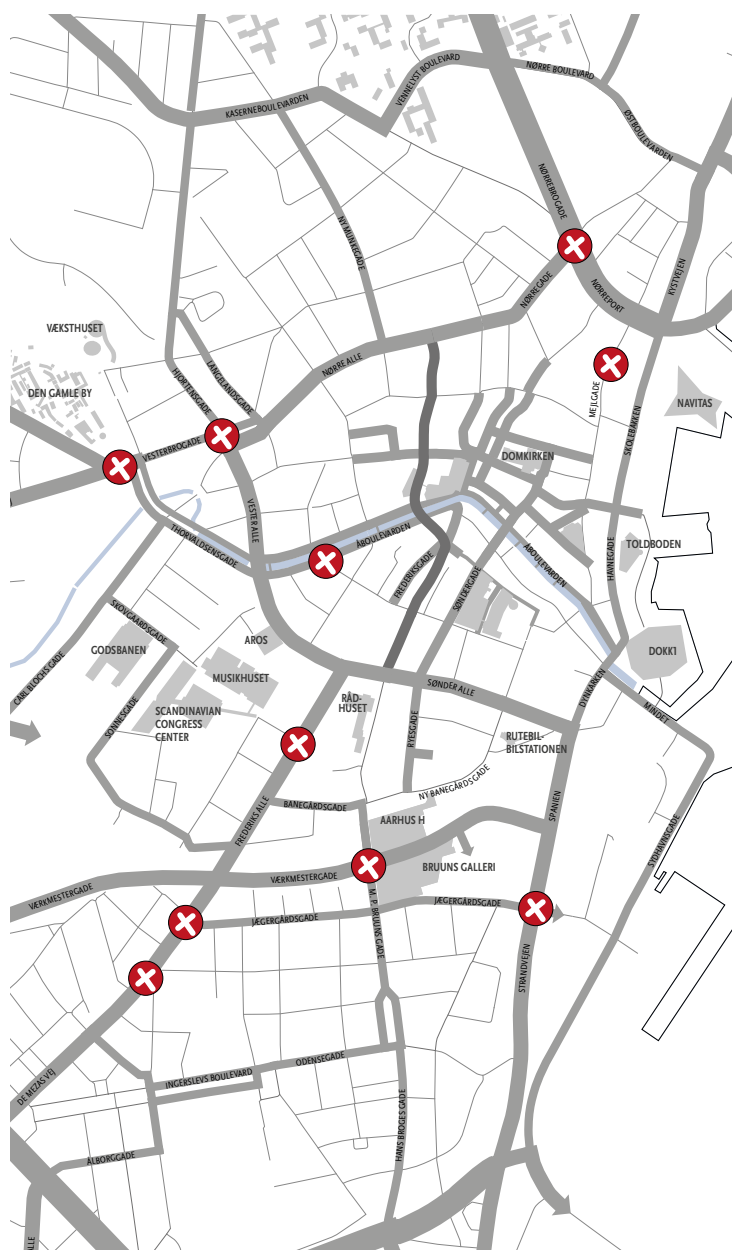 VENNELYST BOULEVARD
NØRRE BOULEVARD
KASERNEBOULEVARDEN
ØSTBOULEVARDEN
NØRREBROGADE
NY MUNKEGADE
KYSTVEJEN
NØRREGADE
NØRREPORT
VÆKSTHUSET
LANGELANDSGADE
NØRRE ALLE
HJORTENSGADE
DEN GAMLE BY
MEJLGADE
NAVITAS
SKOLEBAKKEN
VESTERBROGADE
DOMKIRKEN
VESTER ALLE
THORVALDSENSGADE
ÅBOULEVARDEN
ÅBOULEVARDEN
TOLDBODEN
HAVNEGADE
FREDERIKSGADE
SØNDERGADE
SKOVGAARDSGADE
AROS
GODSBANEN
DOKK1
CARL BLOCHS GADE
MUSIKHUSET
SØNDER ALLE
DYNKARKEN
RÅD-
HUSET
MINDET
SONNESGADE
SCANDINAVIAN
CONGRESS
CENTER
RYESGADE
RUTEBIL-
BILSTATIONEN
NY BANEGÅRDSGADE
BANEGÅRDSGADE
SPANIEN
FREDERIKS ALLE
AARHUS H
SYDHAVNSGADE
BRUUNS GALLERI
VÆRKMESTERGADE
VÆRKMESTERGADE
M. P. BRUUNS GADE
JÆGERGÅRDSGADE
JÆGERGÅRDSGADE
STRANDVEJEN
ODENSEGADE
INGERSLEVS BOULEVARD
DE MEZAS VEJ
HANS BROGES GADE
ÅLBORGGADE
ALLE